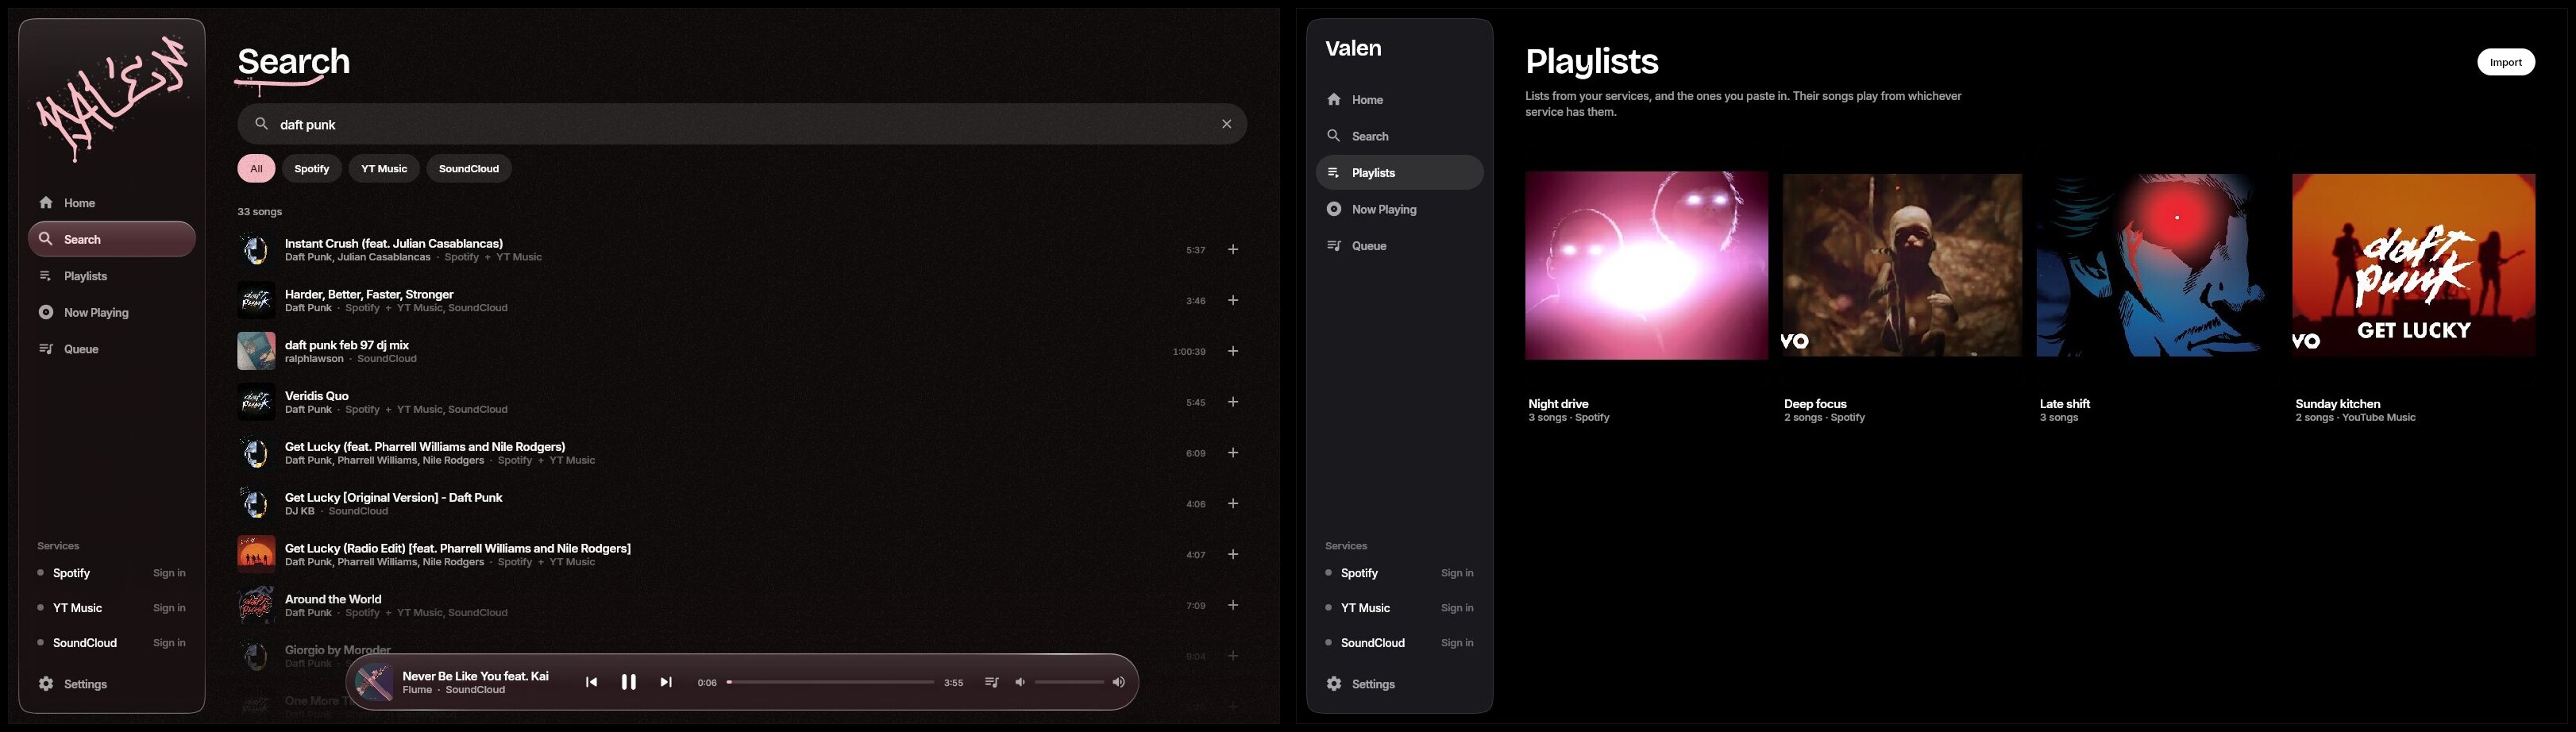 VALEN
Home
Search
Playlists
Now Playing
Queue
Services
Spotify Sign in
YT Music Sign in
SoundCloud Sign in
Settings
Search
daft punk
All Spotify YT Music SoundCloud
33 songs
Instant Crush (feat. Julian Casablancas)
Daft Punk, Julian Casablancas · Spotify + YT Music
5:37
Harder, Better, Faster, Stronger
Daft Punk · Spotify + YT Music, SoundCloud
3:46
daft punk feb 97 dj mix
ralphlawson · SoundCloud
1:00:39
Veridis Quo
Daft Punk · Spotify + YT Music, SoundCloud
5:45
Get Lucky (feat. Pharrell Williams and Nile Rodgers)
Daft Punk, Pharrell Williams, Nile Rodgers · Spotify + YT Music
6:09
Get Lucky [Original Version] - Daft Punk
DJ KB · SoundCloud
4:06
Get Lucky (Radio Edit) [feat. Pharrell Williams and Nile Rodgers]
Daft Punk, Pharrell Williams, Nile Rodgers · Spotify + YT Music
4:07
Around the World
Daft Punk · Spotify + YT Music, SoundCloud
7:09
Giorgio by Moroder
Daft Punk
9:04
One More
Daft Punk
Never Be Like You feat. Kai
Flume · SoundCloud
0:06
3:55
Valen
Home
Search
Playlists
Now Playing
Queue
Services
Spotify Sign in
YT Music Sign in
SoundCloud Sign in
Settings
Playlists
Import
Lists from your services, and the ones you paste in. Their songs play from whichever
service has them.
Night drive
3 songs · Spotify
VO
Deep focus
2 songs · Spotify
Late shift
3 songs
daft
punk
GET LUCKY
VO
Sunday kitchen
2 songs · YouTube Music